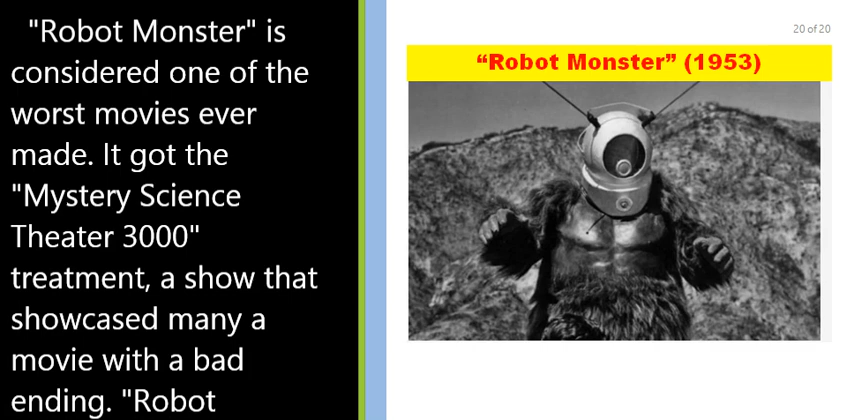 "Robot Monster" is
considered one of the
worst movies ever
made. It got the
"Mystery Science
Theater 3000"
treatment, a show that
showcased many a
movie with a bad
ending. "Robot
20 of 20
“Robot Monster” (1953)